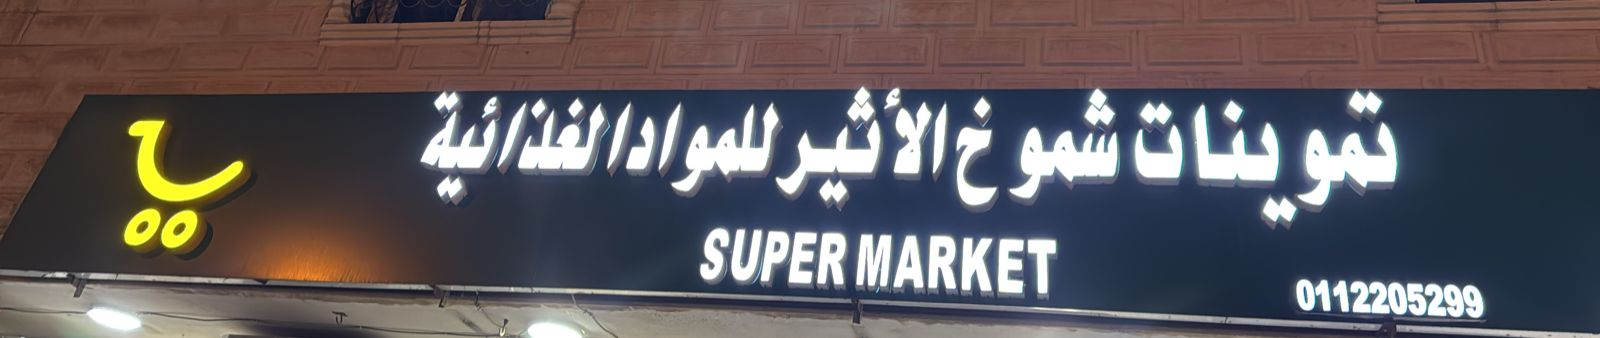 تموينات شموخ الأثير للمواد الغذائية
SUPER MARKET
0112205299